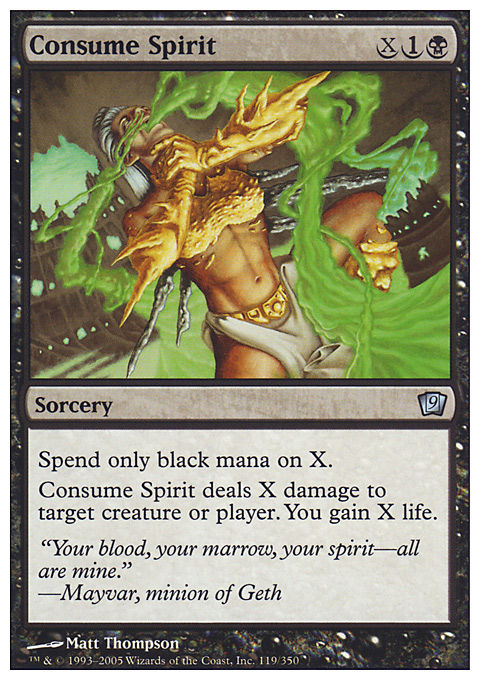 Consume Spirit X1
Sorcery 9
Spend only black mana on X.
Consume Spirit deals X damage to
target creature or player. You gain X life.
“Your blood, your marrow, your spirit—all
are mine.”
—Mayvar, minion of Geth
Matt Thompson
™ & © 1993–2005 Wizards of the Coast, Inc. 119/350